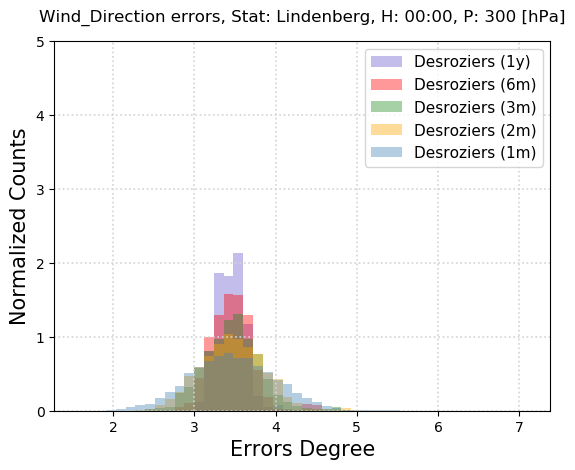 Wind_Direction errors, Stat: Lindenberg, H: 00:00, P: 300 [hPa]
5
4
3
2
1
0
Normalized Counts
Desroziers (1y)
Desroziers (6m)
Desroziers (3m)
Desroziers (2m)
Desroziers (1m)
2 3 4 5 6 7
Errors Degree